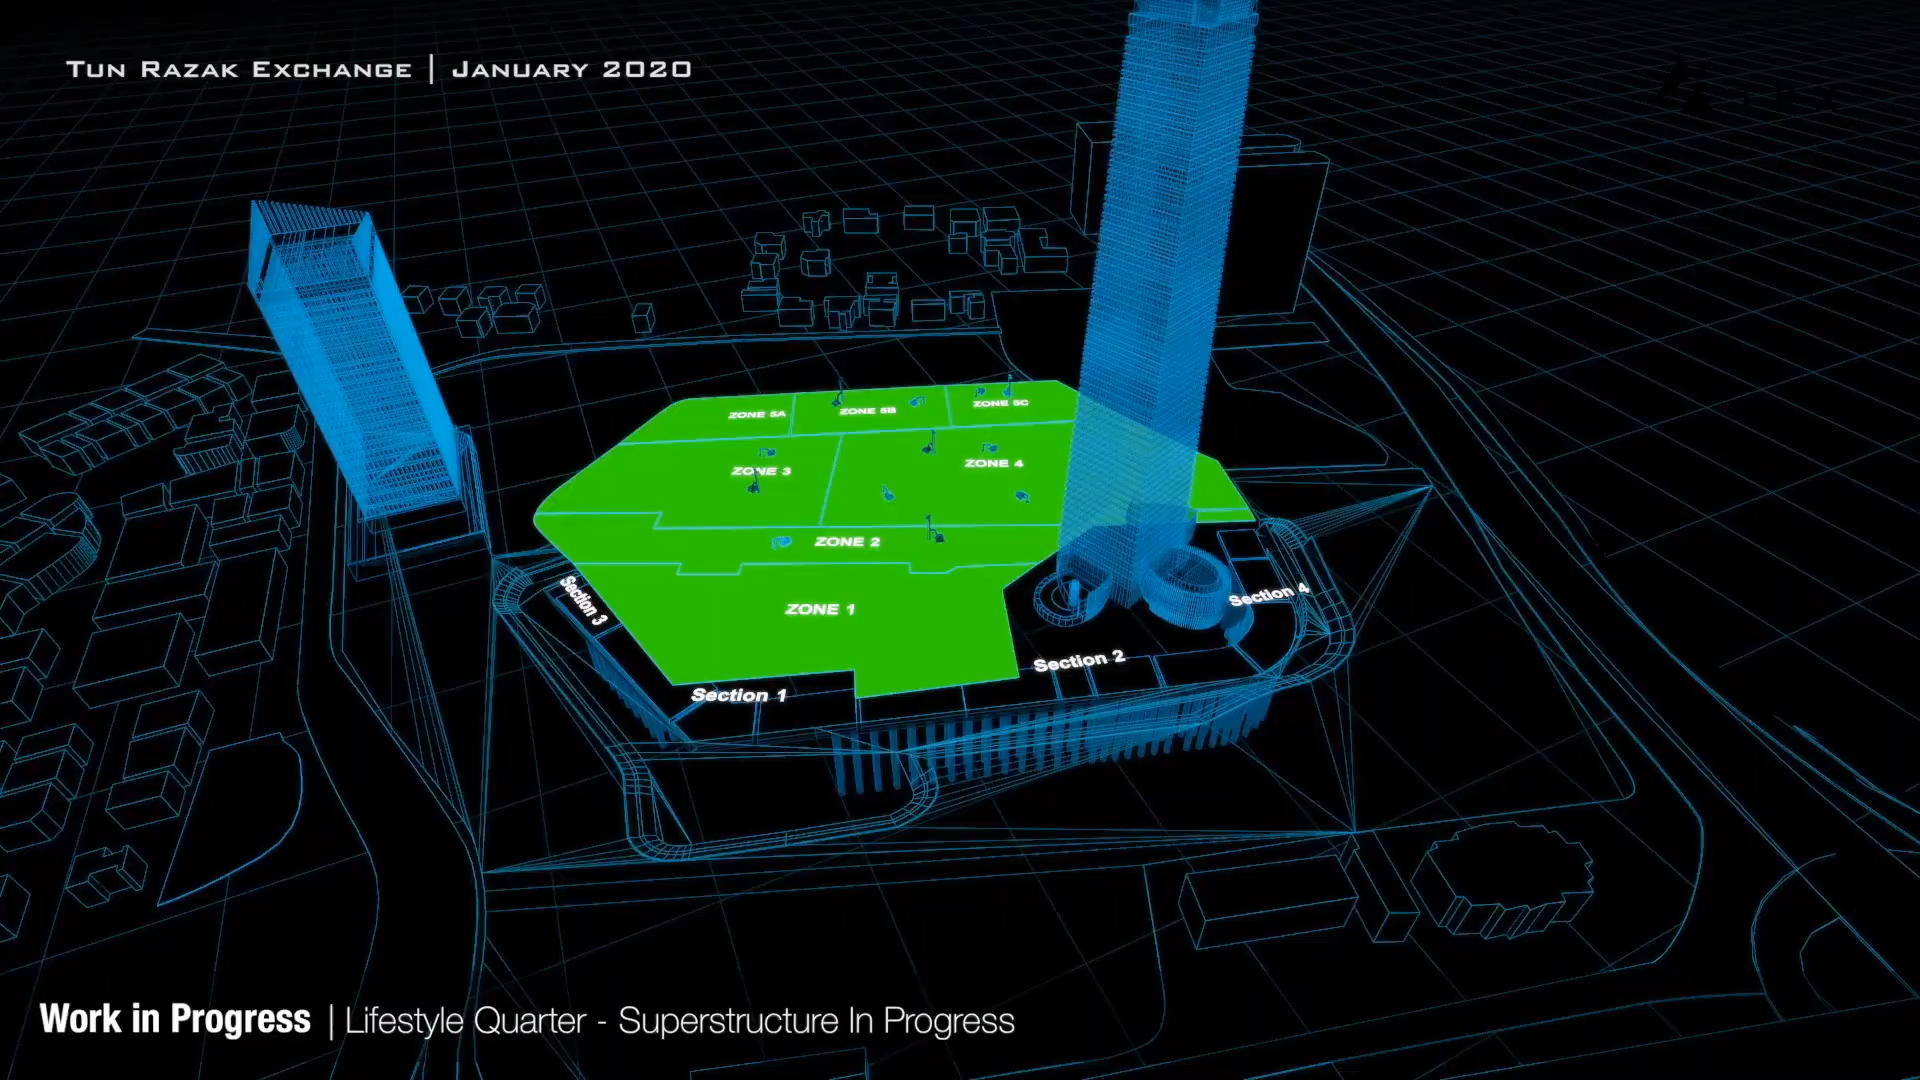 Tun Razak Exchange | January 2020
ZONE 5A
ZONE 5B
ZONE 5C
ZONE 3
ZONE 4
ZONE 2
ZONE 1
Section 3
Section 4
Section 2
Section 1
Work in Progress | Lifestyle Quarter - Superstructure In Progress